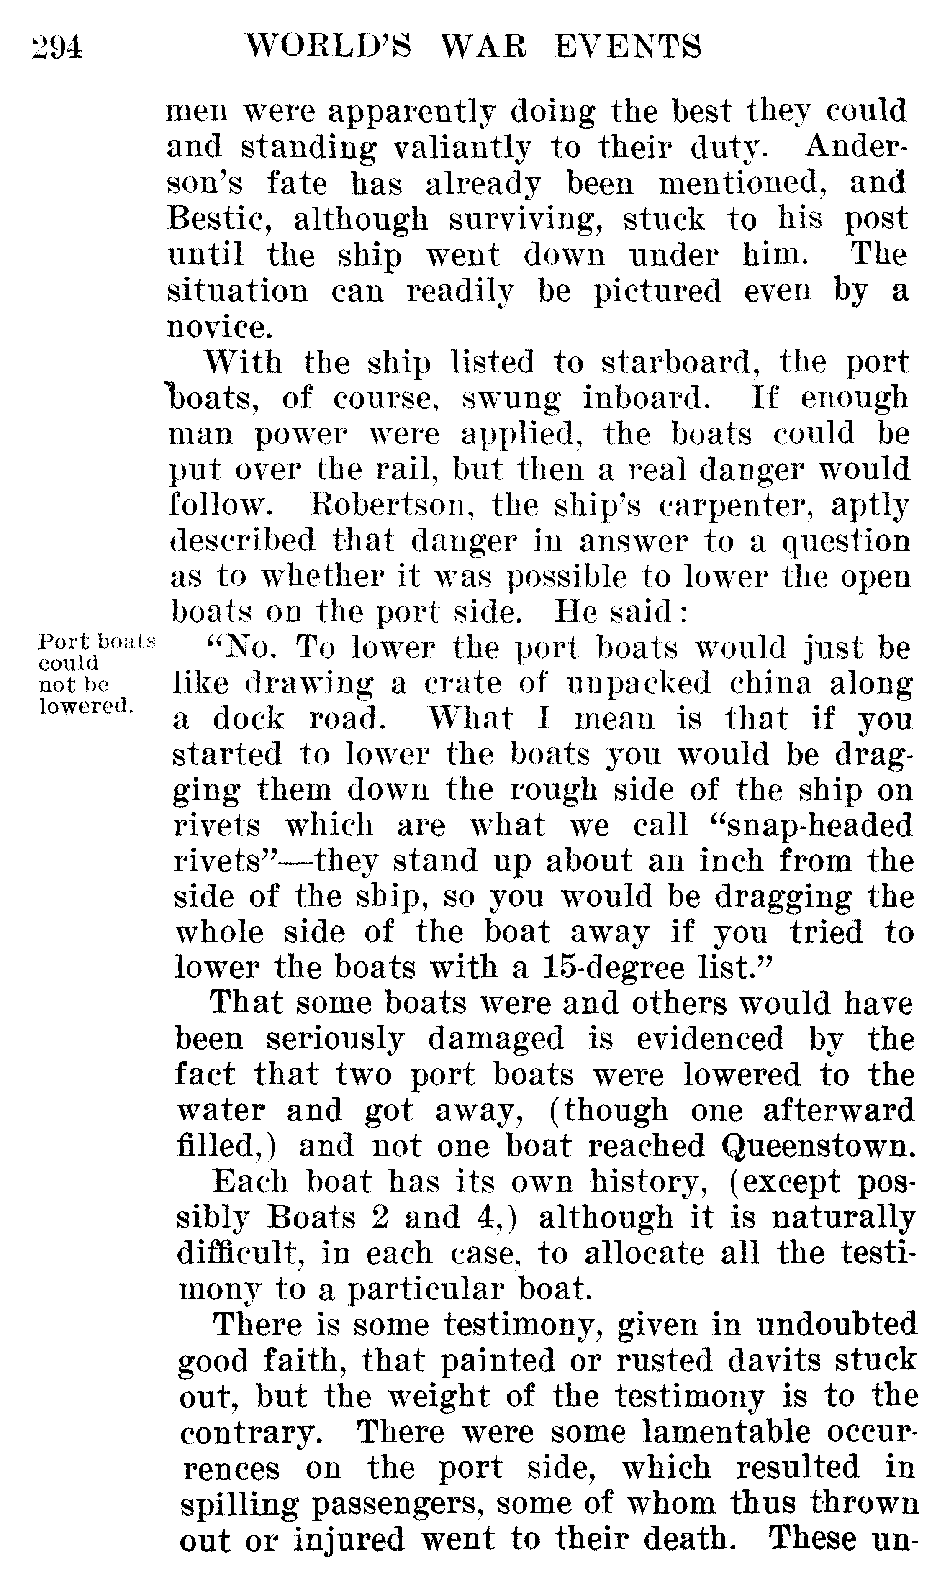 294 WORLD'S WAR EVENTS
men were apparently doing the best they could
and standing valiantly to their duty. Ander-
son's fate has already been mentioned, and
Bestic, although surviving, stuck to his post
until the ship went down under him. The
situation can readily be pictured even by a
novice.
With the ship listed to starboard, the port
boats, of course, swung inboard. If enough
man power were applied, the boats could be
put over the rail, but then a real danger would
follow. Robertson, the ship's carpenter, aptly
described that danger in answer to a question
as to whether it was possible to lower the open
boats on the port side. He said:
Port boats
could
not be
lowered.
"No. To lower the port boats would just be
like drawing a crate of unpacked china along
a dock road. What I mean is that if you
started to lower the boats you would be drag-
ging them down the rough side of the ship on
rivets which are what we call "snap-headed
rivets"—they stand up about an inch from the
side of the ship, so you would be dragging the
whole side of the boat away if you tried to
lower the boats with a 15-degree list."
That some boats were and others would have
been seriously damaged is evidenced by the
fact that two port boats were lowered to the
water and got away, (though one afterward
filled,) and not one boat reached Queenstown.
Each boat has its own history, (except pos-
sibly Boats 2 and 4,) although it is naturally
difficult, in each case, to allocate all the testi-
mony to a particular boat.
There is some testimony, given in undoubted
good faith, that painted or rusted davits stuck
out, but the weight of the testimony is to the
contrary. There were some lamentable occur-
rences on the port side, which resulted in
spilling passengers, some of whom thus thrown
out or injured went to their death. These un-